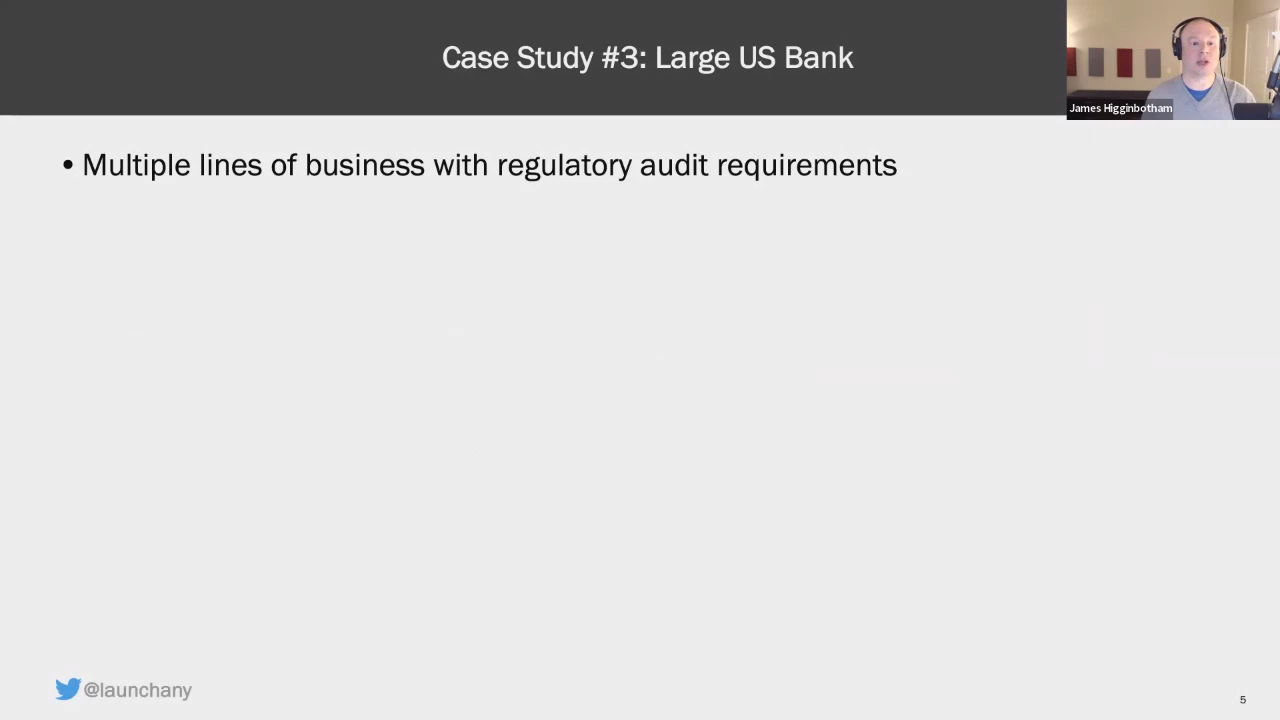 Case Study #3: Large US Bank
James Higginbotham
• Multiple lines of business with regulatory audit requirements
@launchany
5